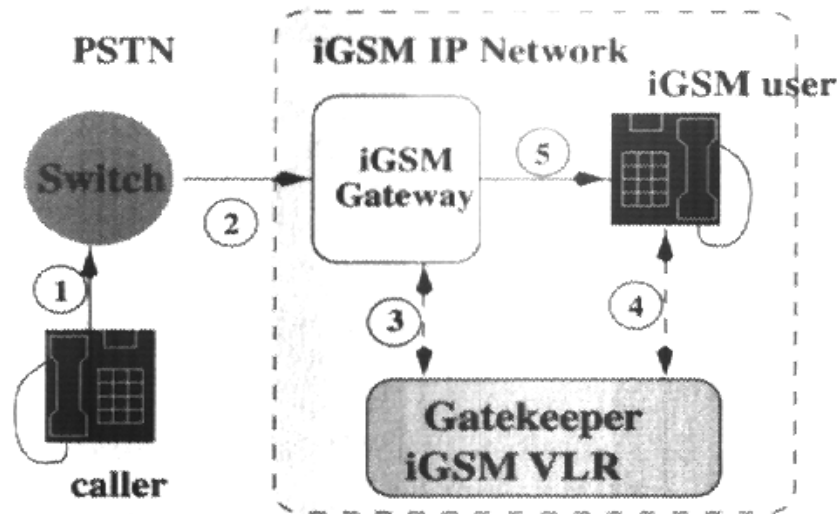 PSTN
iGSM IP Network
iGSM user
Switch
iGSM
Gateway
5
2
1
3
4
caller
Gatekeeper
iGSM VLR